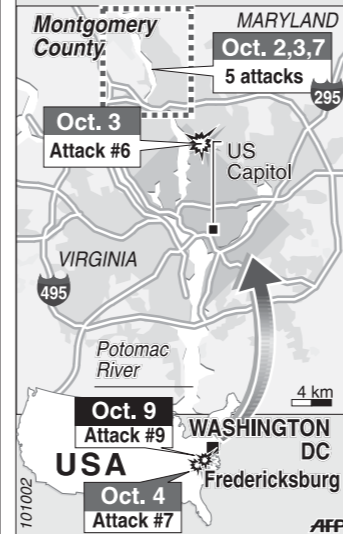 Montgomery
County
MARYLAND
Oct. 2,3,7
5 attacks
295
Oct. 3
Attack #6
US
Capitol
VIRGINIA
495
Potomac
River
4 km
Oct. 9
Attack #9
WASHINGTON
DC
USA
Fredericksburg
Oct. 4
Attack #7
101002
AFP